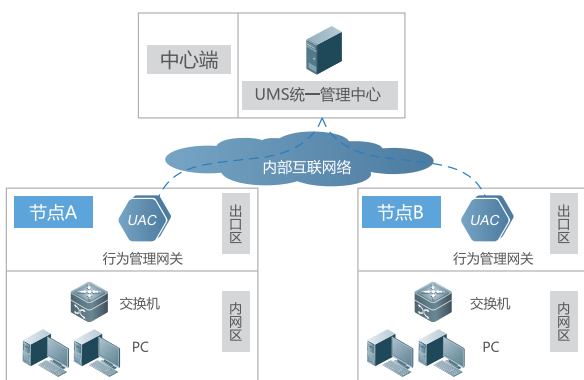 中心端
UMS统一管理中心
内部互联网络
节点A
UAC
出口区
行为管理网关
交换机
内网区
PC
节点B
UAC
出口区
行为管理网关
交换机
内网区
PC